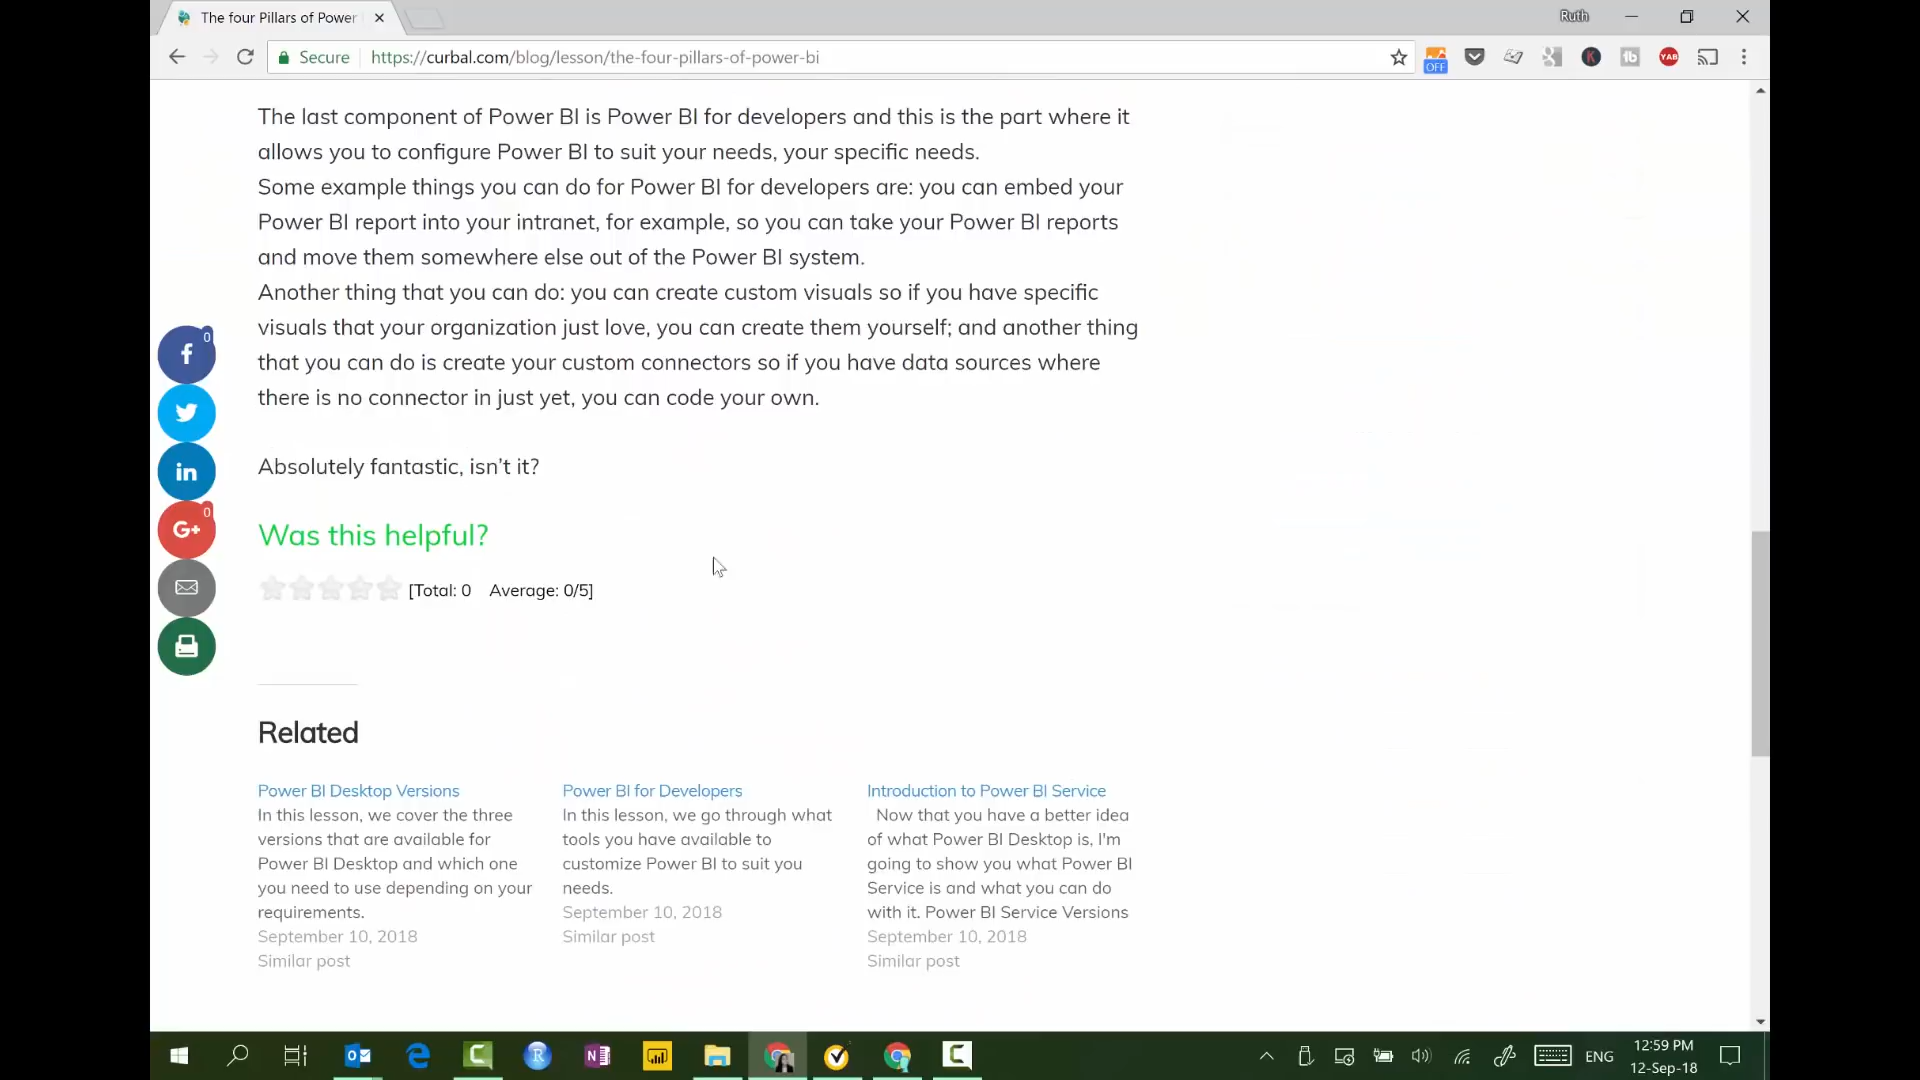 The four Pillars of Power
Ruth
Secure
https://curbal.com/blog/lesson/the-four-pillars-of-power-bi
OFF
K
tb
YAB
The last component of Power BI is Power BI for developers and this is the part where it
allows you to configure Power BI to suit your needs, your specific needs.
Some example things you can do for Power BI for developers are: you can embed your
Power BI report into your intranet, for example, so you can take your Power BI reports
and move them somewhere else out of the Power BI system.
Another thing that you can do: you can create custom visuals so if you have specific
visuals that your organization just love, you can create them yourself; and another thing
that you can do is create your custom connectors so if you have data sources where
there is no connector in just yet, you can code your own.
0
f
in
0
G+
Absolutely fantastic, isn't it?
Was this helpful?
[Total: 0 Average: 0/5]
Related
Power BI Desktop Versions
In this lesson, we cover the three
versions that are available for
Power BI Desktop and which one
you need to use depending on your
requirements.
September 10, 2018
Similar post
Power BI for Developers
In this lesson, we go through what
tools you have available to
customize Power BI to suit you
needs.
September 10, 2018
Similar post
Introduction to Power BI Service
Now that you have a better idea
of what Power BI Desktop is, I'm
going to show you what Power BI
Service is and what you can do
with it. Power BI Service Versions
September 10, 2018
Similar post
ENG
12:59 PM
12-Sep-18